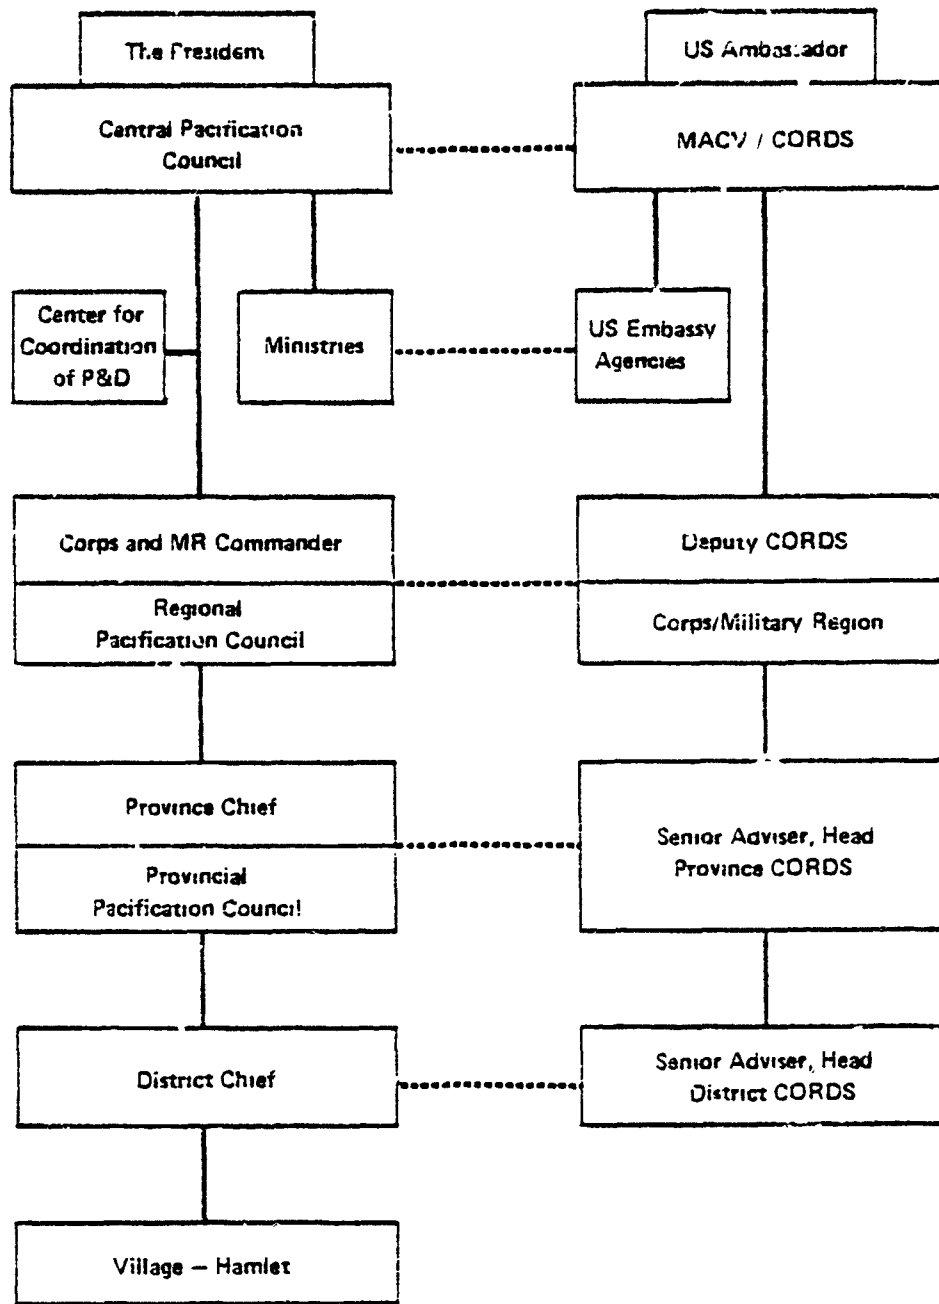 The President
US Ambassador
Central Pacification
Council
MACV / CORDS
Center for
Coordination
of P&D
Ministries
US Embassy
Agencies
Corps and MR Commander
Regional
Pacification Council
Deputy CORDS
Corps/Military Region
Province Chief
Provincial
Pacification Council
Senior Adviser, Head
Province CORDS
District Chief
Senior Adviser, Head
District CORDS
Village – Hamlet